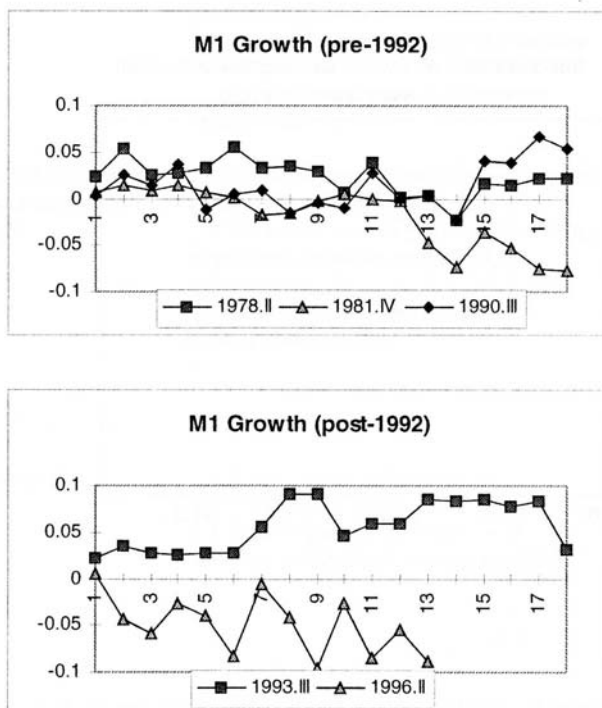 M1 Growth (pre-1992)
0.1
0.05
0
-0.05
-0.1
1 3 5 7 9 11 13 15 17
1978.II 1981.IV 1990.III
M1 Growth (post-1992)
0.1
0.05
0
-0.05
-0.1
1 3 5 7 9 11 13 15 17
1993.III 1996.II